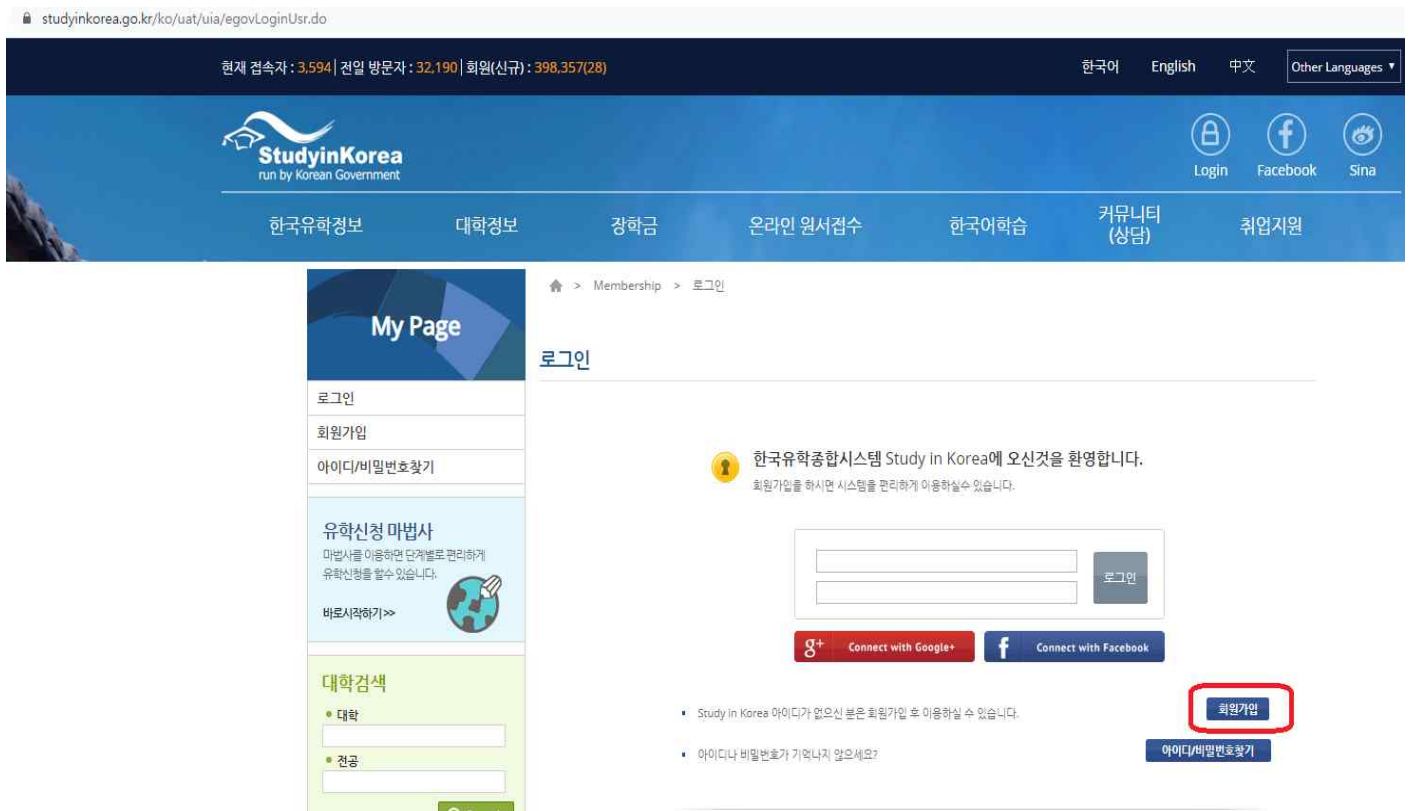 studyinkorea.go.kr/ko/uat/uia/egovLoginUsr.do
현재 접속자 : 3,594 | 전일 방문자 : 32,190 | 회원(신규) : 398,357(28)
한국어 English 中文 Other Languages
StudyinKorea
run by Korean Government
Login Facebook Sina
한국유학정보 대학정보 장학금 온라인 원서접수 한국어학습 커뮤니티 (상담) 취업지원
My Page
로그인
회원가입
아이디/비밀번호찾기
유학신청 마법사
마법사를 이용하면 단계별로 편리하게
유학신청을 할수 있습니다.
바로시작하기>>
대학검색
대학
전공
> Membership > 로그인
로그인
한국유학종합시스템 Study in Korea에 오신것을 환영합니다.
회원가입을 하시면 시스템을 편리하게 이용하실수 있습니다.
로그인
g+ Connect with Google+
f Connect with Facebook
Study in Korea 아이디가 없으신 분은 회원가입 후 이용하실 수 있습니다.
회원가입
아이디나 비밀번호가 기억나지 않으세요?
아이디/비밀번호찾기